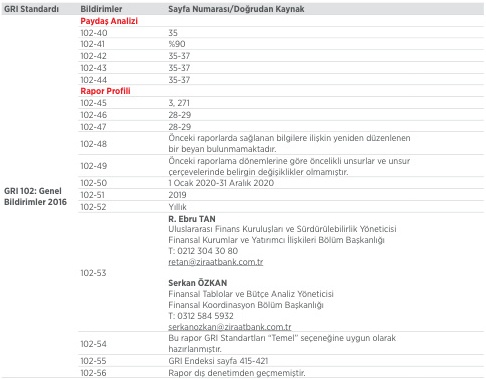 GRI Standardı Bildirimler Sayfa Numarası/Doğrudan Kaynak
Paydaş Analizi
102-40 35
102-41 %90
102-42 35-37
102-43 35-37
102-44 35-37
Rapor Profili
102-45 3, 271
102-46 28-29
102-47 28-29
102-48 Önceki raporlarda sağlanan bilgilere ilişkin yeniden düzenlenen
bir beyan bulunmamaktadır.
102-49 Önceki raporlama dönemlerine göre öncelikli unsurlar ve unsur
çerçevelerinde belirgin değişiklikler olmamıştır.
102-50 1 Ocak 2020-31 Aralık 2020
GRI 102: Genel
Bildirimler 2016
102-51 2019
102-52 Yıllık
102-53
R. Ebru TAN
Uluslararası Finans Kuruluşları ve Sürdürülebilirlik Yöneticisi
Finansal Kurumlar ve Yatırımcı İlişkileri Bölüm Başkanlığı
T: 0212 304 30 80
retan@ziraatbank.com.tr
Serkan ÖZKAN
Finansal Tablolar ve Bütçe Analiz Yöneticisi
Finansal Koordinasyon Bölüm Başkanlığı
T: 0312 584 5932
serkanozkan@ziraatbank.com.tr
102-54 Bu rapor GRI Standartları “Temel” seçeneğine uygun olarak
hazırlanmıştır.
102-55 GRI Endeksi sayfa 415-421
102-56 Rapor dış denetimden geçmemiştir.